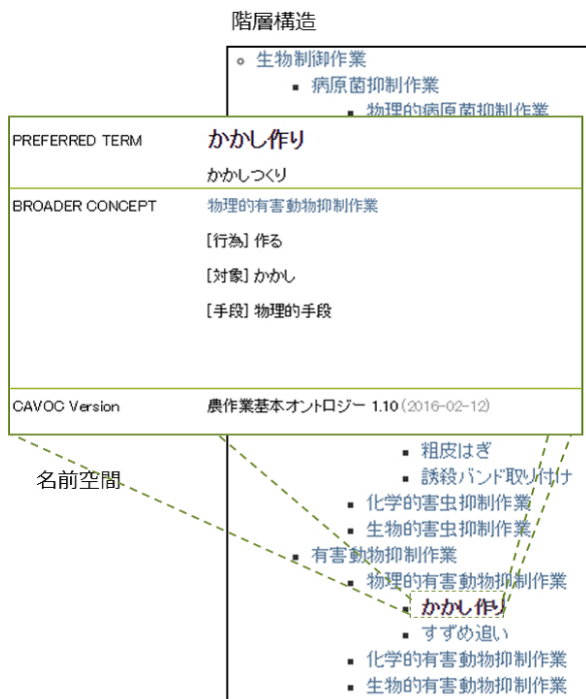 階層構造
生物制御作業
病原菌抑制作業
物理的病原菌抑制作業
PREFERRED TERM かかし作り
かかしつくり
BROADER CONCEPT 物理的有害動物抑制作業
[行為] 作る
[対象] かかし
[手段] 物理的手段
CAVOC Version 農作業基本オントロジー 1.10 (2016-02-12)
粗皮はぎ
名前空間
誘殺バンド取り付け
化学的害虫抑制作業
生物的害虫抑制作業
有害動物抑制作業
物理的有害動物抑制作業
かかし作り
すずめ追い
化学的有害動物抑制作業
生物的有害動物抑制作業